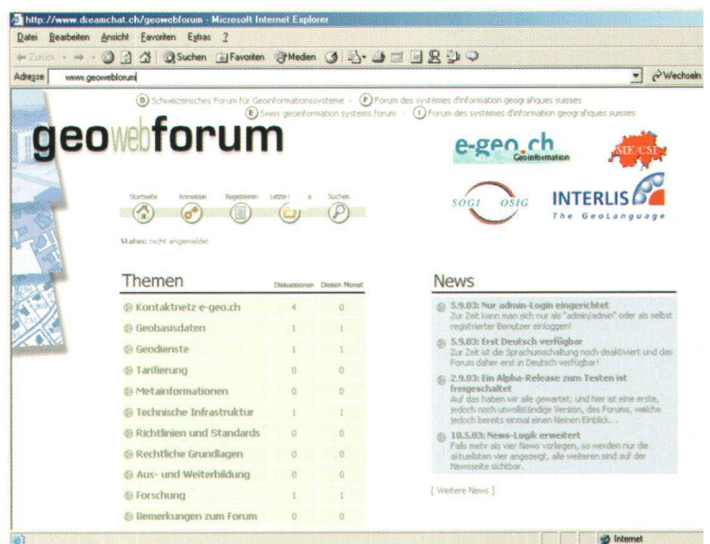 http://www.dreamchat.ch/geowebforum - Microsoft Internet Explorer
Datei Bearbeiten Ansicht Favoriten Extras ?
Zurück Suchen Favoriten Medien
Adresse www.geowebforum Wechseln
D Schweizerisches Forum für Geoinformationssysteme - F Forum des systèmes d'information geografiques suisses
E Swiss geoinformation systems forum - I Forum des systèmes d'information geografiques suisses
geowebforum
e-geo.ch
Geoinformation
SIK/CSI
SOGI OSIG
INTERLIS
The GeoLanguage
Startseite Anmelden Registrieren Letzte Suchen
Status: nicht angemeldet
Themen Diskussionen Diesen Monat
Kontaktnetz e-geo.ch 4 0
Geobasisdaten 1 1
Geodienste 1 1
Tarifierung 0 0
Metainformationen 0 0
Technische Infrastruktur 1 1
Richtlinien und Standards 0 0
Rechtliche Grundlagen 0 0
Aus- und Weiterbildung 0 0
Forschung 1 1
Bemerkungen zum Forum 0 0
News
5.9.03: Nur admin-Login eingerichtet
Zur Zeit kann man sich nur als "admin/admin" oder als selbst
registrierter Benutzer einloggen!
5.9.03: Erst Deutsch verfügbar
Zur Zeit ist die Sprachumschaltung noch deaktiviert und das
Forum daher erst in Deutsch verfügbar!
2.9.03: Ein Alpha-Release zum Testen ist
freigeschaltet
Auf das haben wir alle gewartet; und hier ist eine erste,
jedoch noch unvollständige Version, des Forums, welche
jedoch bereits einmal einen kleinen Einblick....
10.5.03: News-Logik erweitert
Falls mehr als vier News vorliegen, so werden nur die
aktuellsten vier angezeigt, alle weiteren sind auf der
Newsseite sichtbar.
[ Weitere News ]
Internet